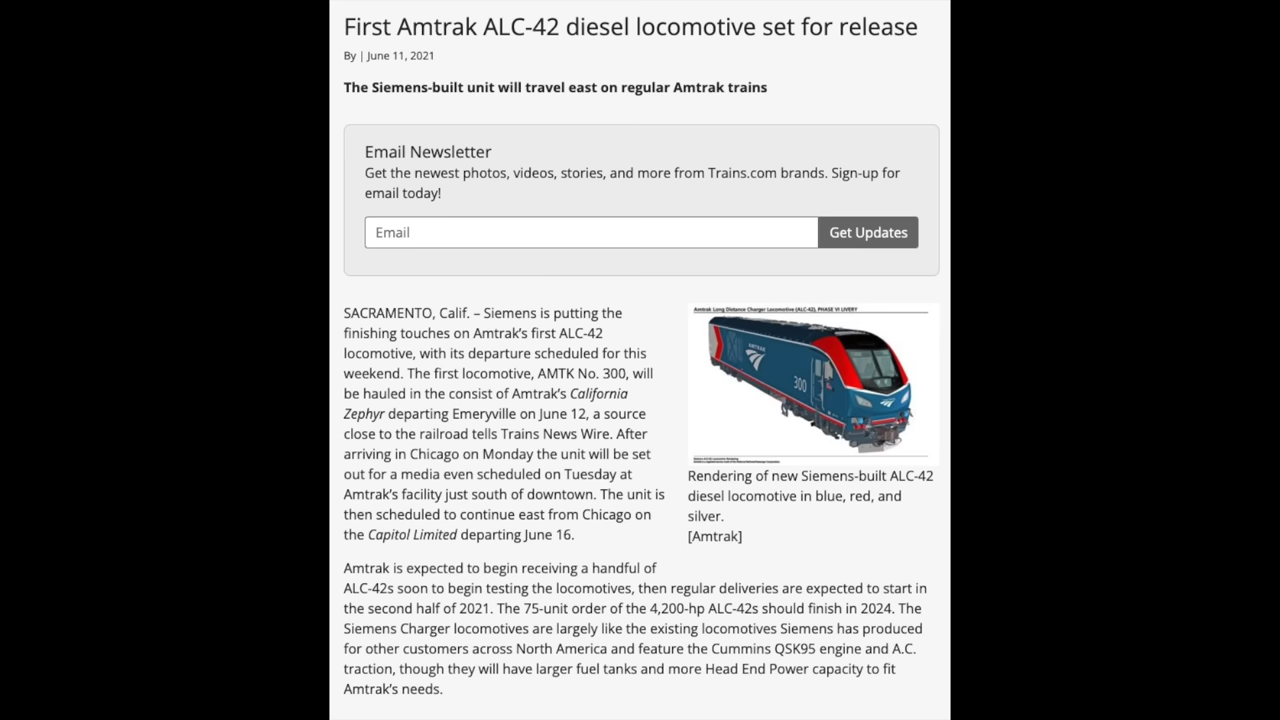 First Amtrak ALC-42 diesel locomotive set for release
By | June 11, 2021
The Siemens-built unit will travel east on regular Amtrak trains
Email Newsletter
Get the newest photos, videos, stories, and more from Trains.com brands. Sign-up for
email today!
Email
Get Updates
SACRAMENTO, Calif. – Siemens is putting the
finishing touches on Amtrak's first ALC-42
locomotive, with its departure scheduled for this
weekend. The first locomotive, AMTK No. 300, will
be hauled in the consist of Amtrak's California
Zephyr departing Emeryville on June 12, a source
close to the railroad tells Trains News Wire. After
arriving in Chicago on Monday the unit will be set
out for a media even scheduled on Tuesday at
Amtrak's facility just south of downtown. The unit is
then scheduled to continue east from Chicago on
the Capitol Limited departing June 16.
Amtrak Long Distance Charger Locomotive (ALC-42), PHASE VI LIVERY
AMTRAK
300
Rendering of new Siemens-built ALC-42
diesel locomotive in blue, red, and
silver.
[Amtrak]
Amtrak is expected to begin receiving a handful of
ALC-42s soon to begin testing the locomotives, then regular deliveries are expected to start in
the second half of 2021. The 75-unit order of the 4,200-hp ALC-42s should finish in 2024. The
Siemens Charger locomotives are largely like the existing locomotives Siemens has produced
for other customers across North America and feature the Cummins QSK95 engine and A.C.
traction, though they will have larger fuel tanks and more Head End Power capacity to fit
Amtrak's needs.